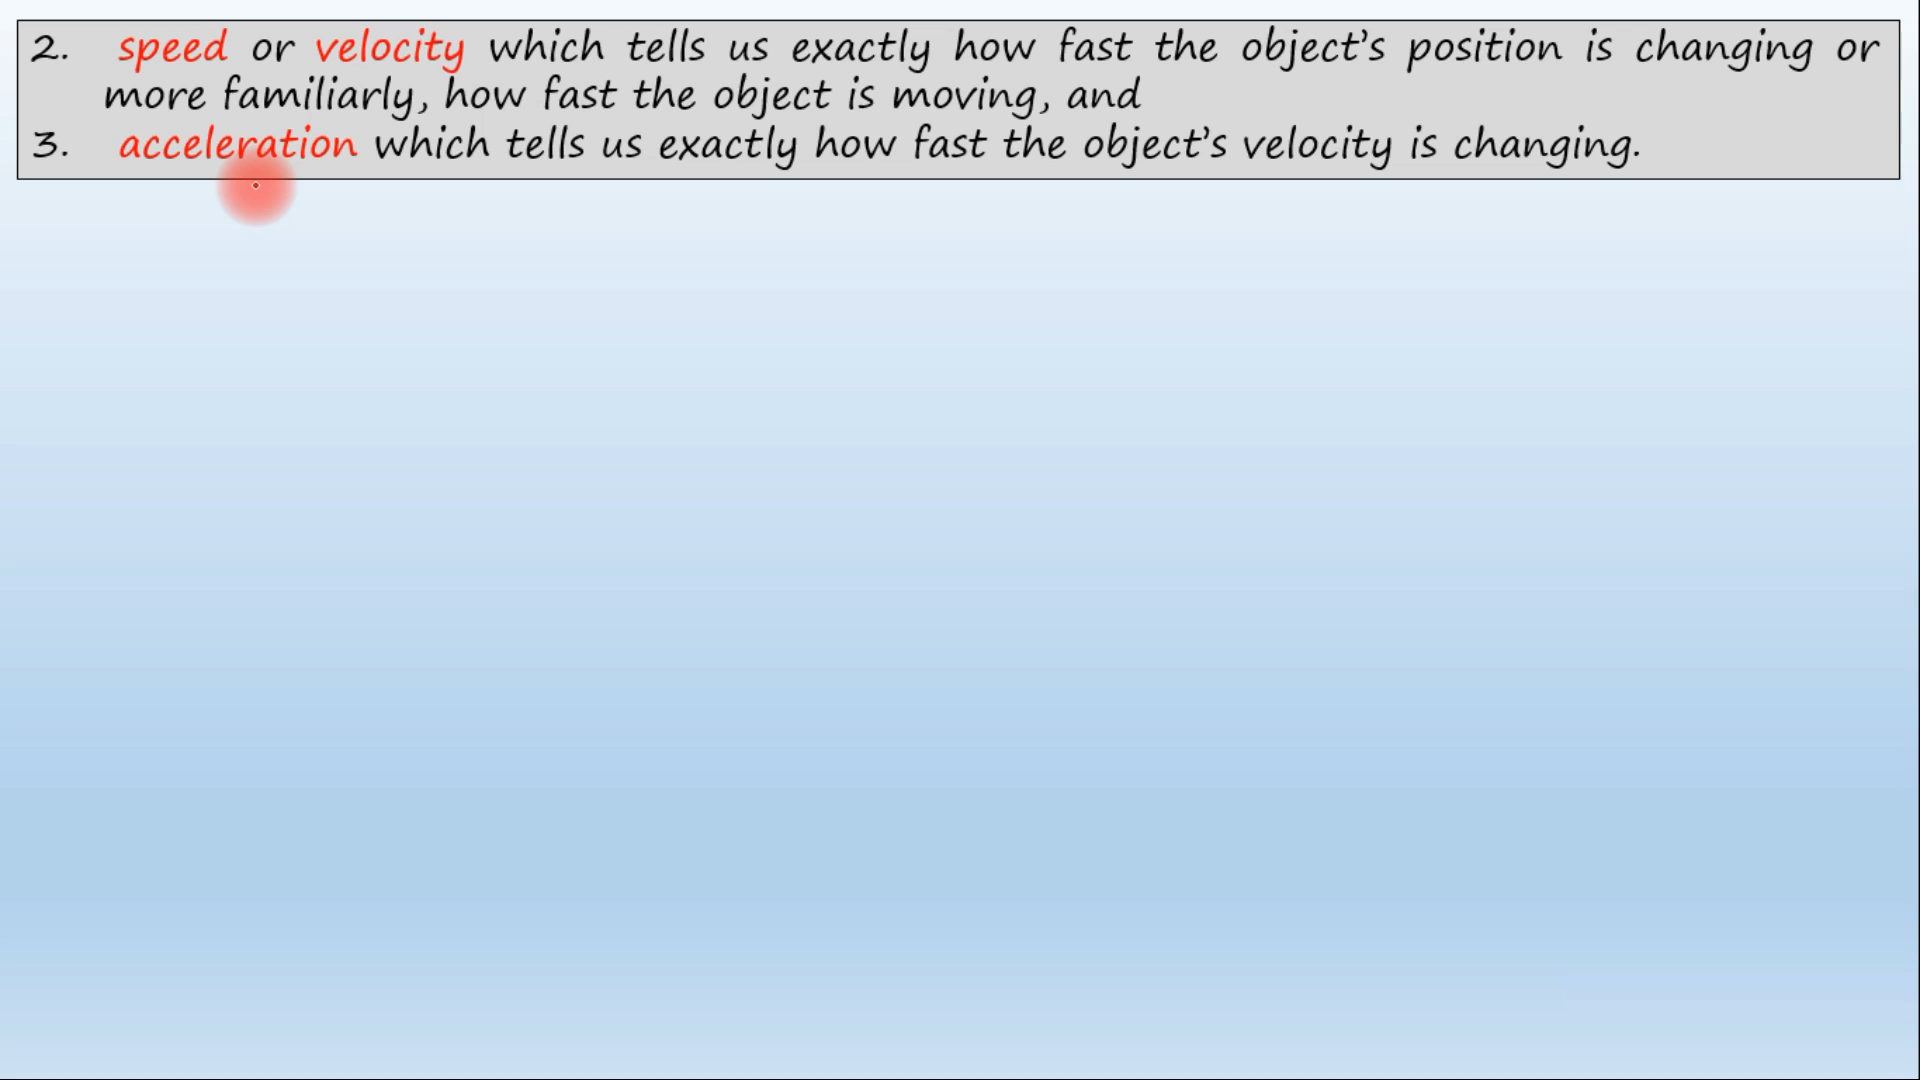 2. speed or velocity which tells us exactly how fast the object’s position is changing or
more familiarly, how fast the object is moving, and
3. acceleration which tells us exactly how fast the object’s velocity is changing.